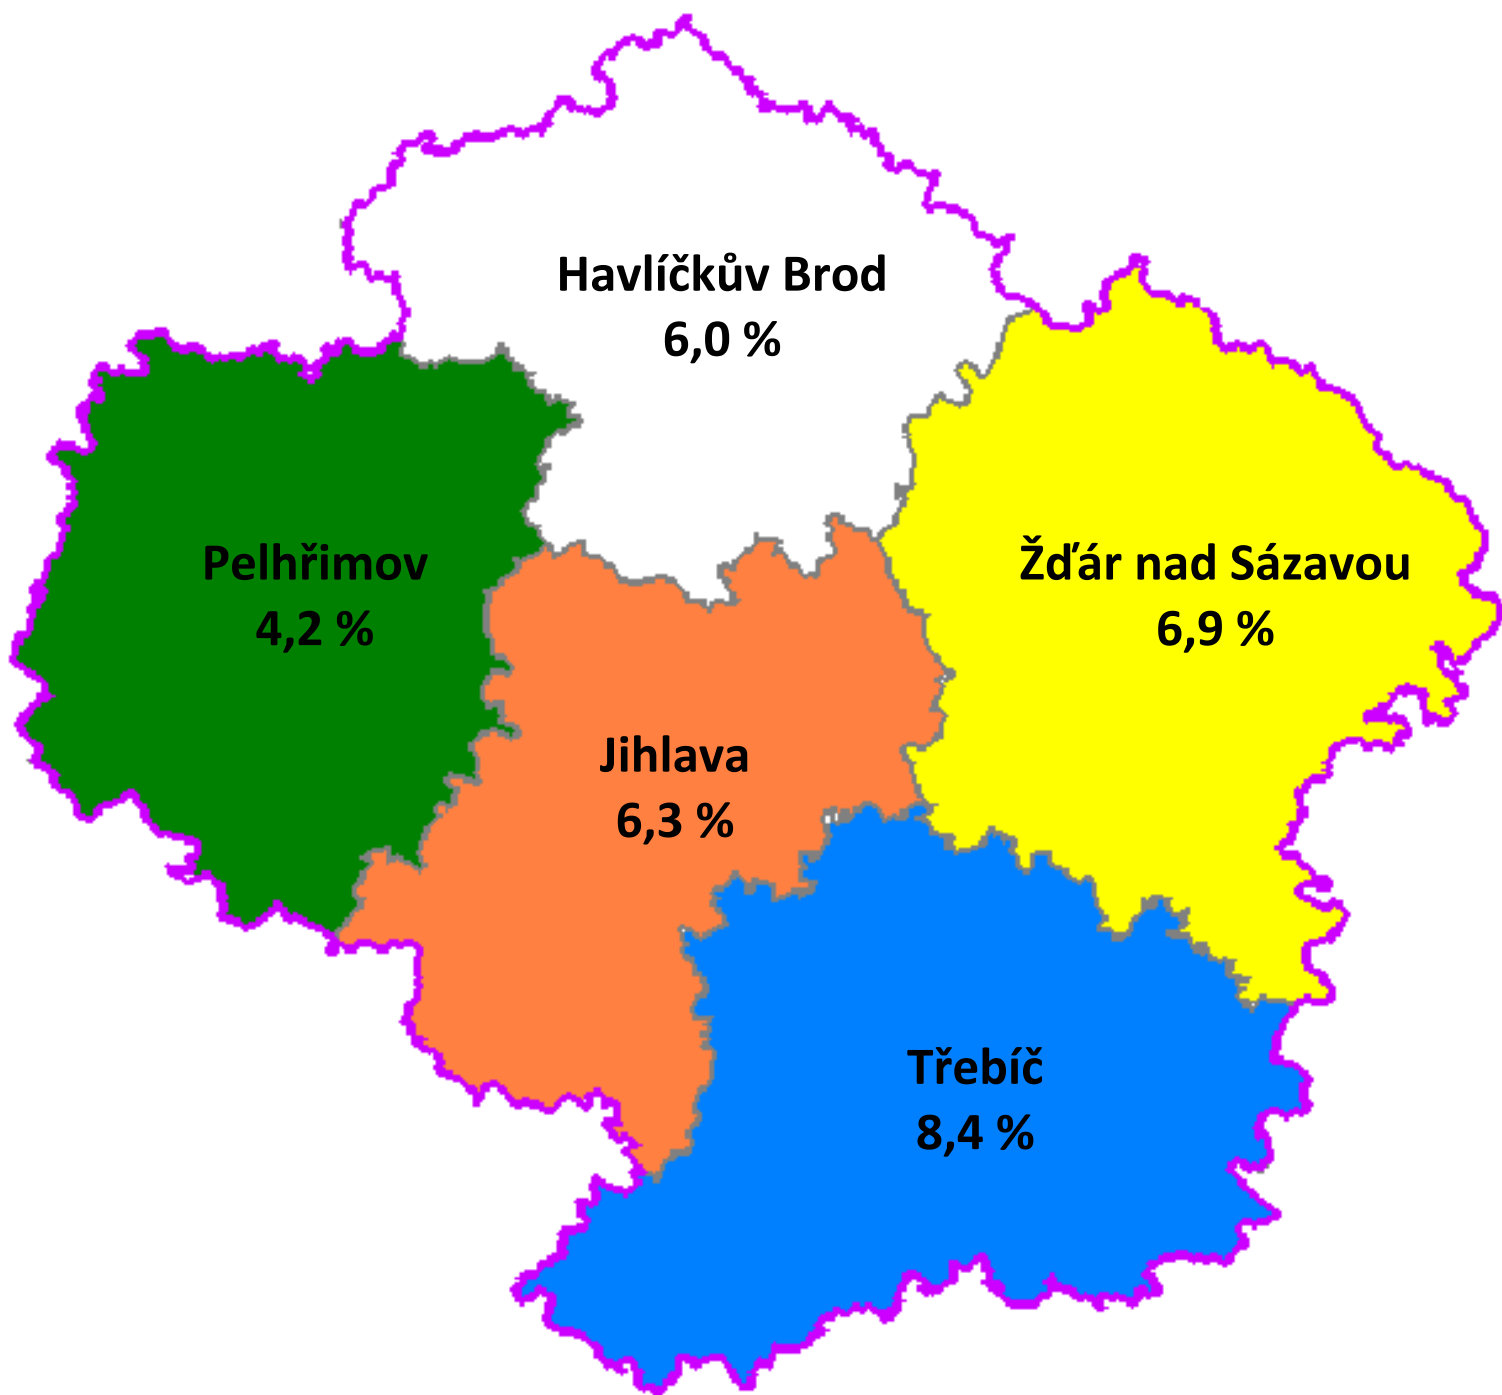 Havlíčkův Brod
6,0 %
Pelhřimov
4,2 %
Žďár nad Sázavou
6,9 %
Jihlava
6,3 %
Třebíč
8,4 %